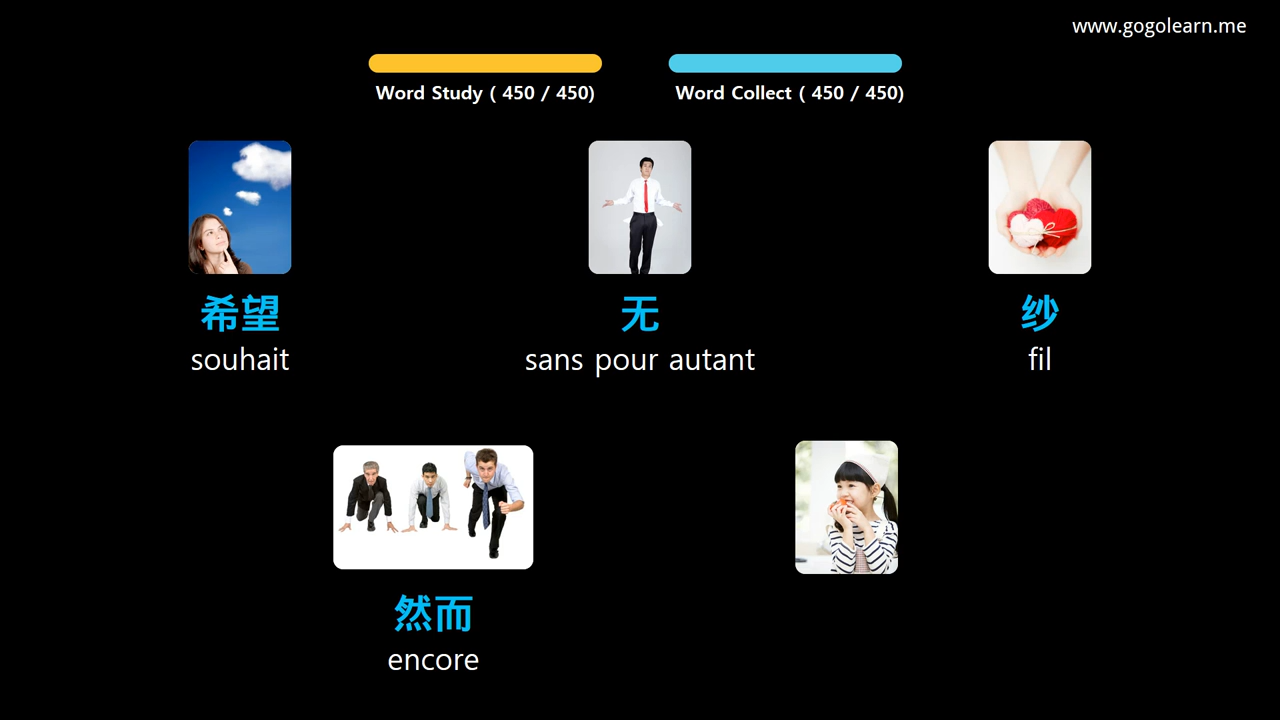 www.gogolearn.me
Word Study ( 450 / 450)
Word Collect ( 450 / 450)
希望
souhait
无
sans pour autant
纱
fil
然而
encore